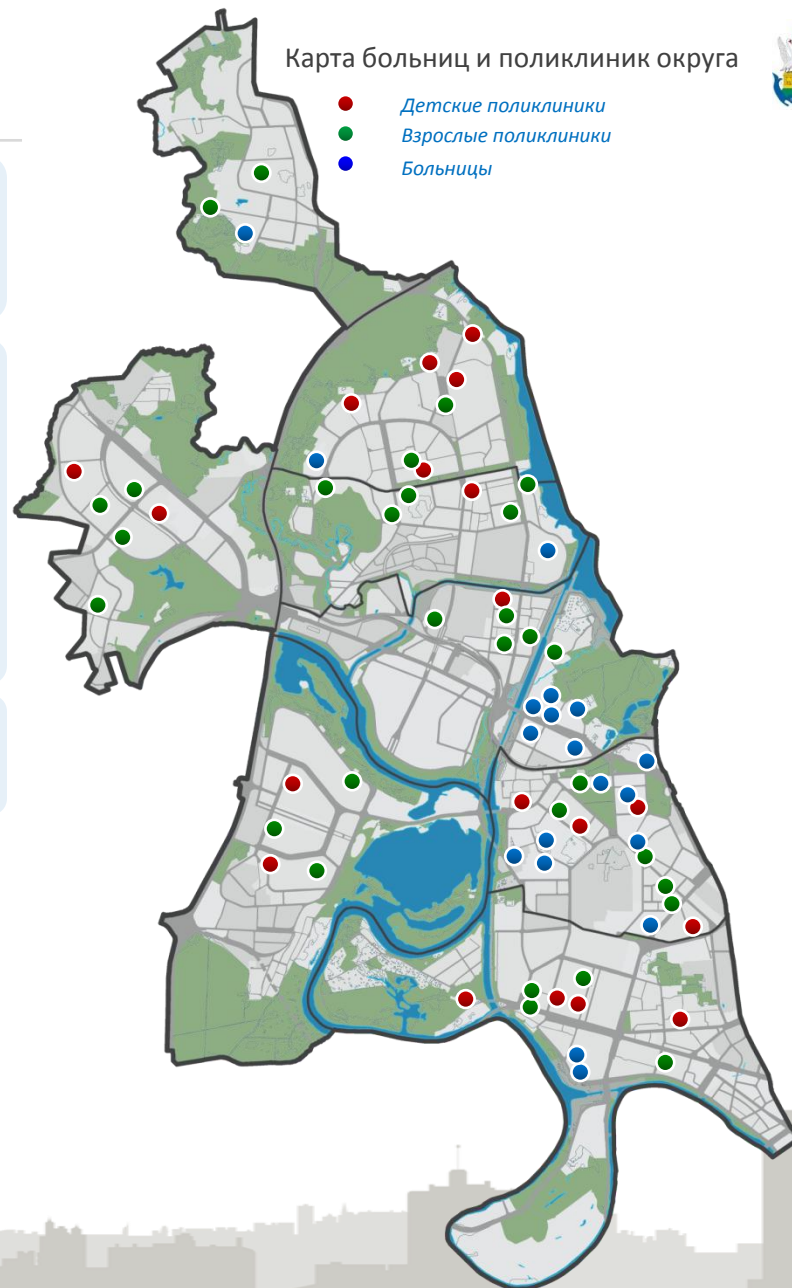 Карта больниц и поликлиник округа
Детские поликлиники
Взрослые поликлиники
Больницы